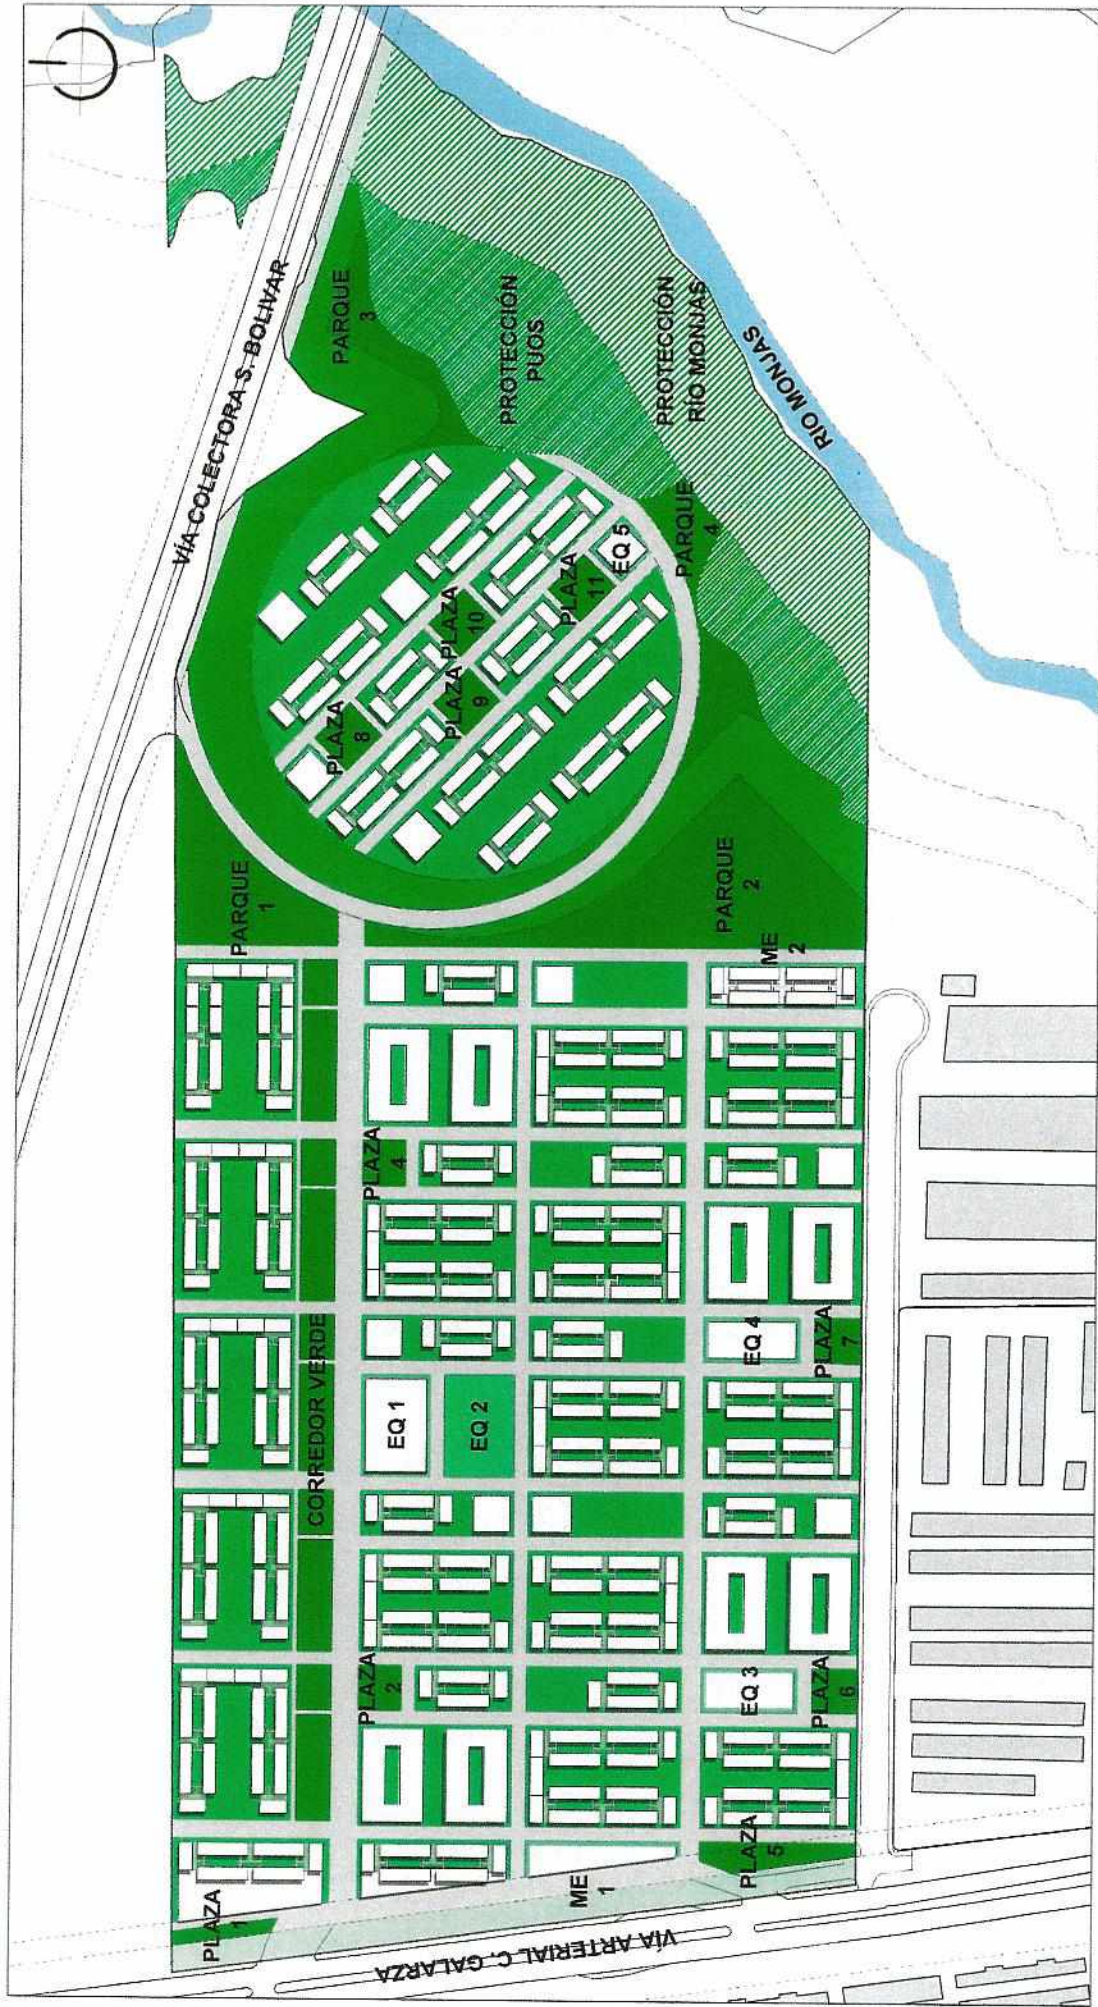 VÍA COLECTORA S. BOLIVAR
PARQUE
3
PROTECCIÓN
PUOS
PROTECCIÓN
RÍO MONJAS
RIO MONJAS
PARQUE
4
EQ 5
PLAZA
11
PLAZA
10
PLAZA
9
PLAZA
8
PARQUE
1
PARQUE
2
ME
2
PLAZA
4
CORREDOR VERDE
EQ 1
EQ 2
EQ 4
PLAZA
7
PLAZA
2
EQ 3
PLAZA
6
PLAZA
1
ME
1
PLAZA
5
VÍA ARTERIAL C. GALARZA